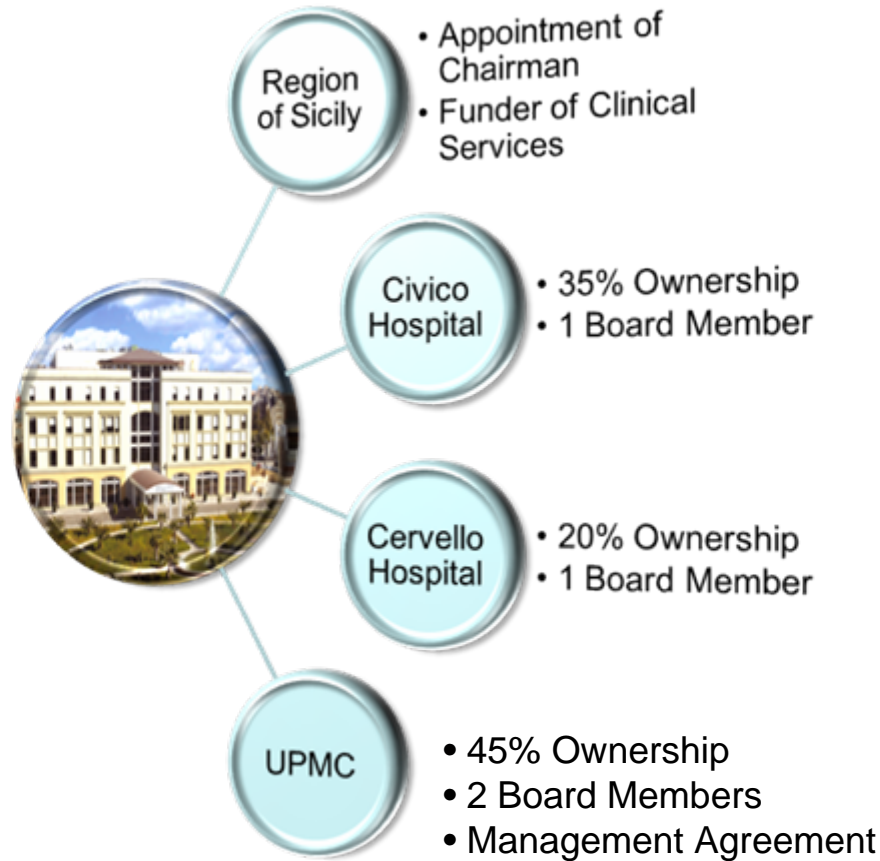 Region
of Sicily
• Appointment of
Chairman
• Funder of Clinical
Services
Civico
Hospital
• 35% Ownership
• 1 Board Member
Cervello
Hospital
• 20% Ownership
• 1 Board Member
UPMC
• 45% Ownership
• 2 Board Members
• Management Agreement